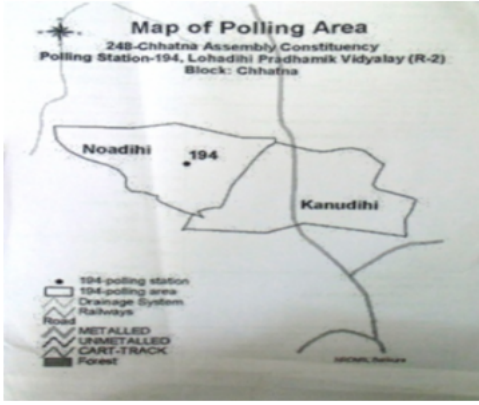 Map of Polling Area
248-Chhatna Assembly Constituency
Polling Station-194, Lohadihi Pradhamik Vidyalay (R-2)
Block: Chhatna
Noadihi
194
Kanudihi
194-polling station
194-polling area
Drainage System
Railways
Road
METALLED
UNMETALLED
CART-TRACK
Forest